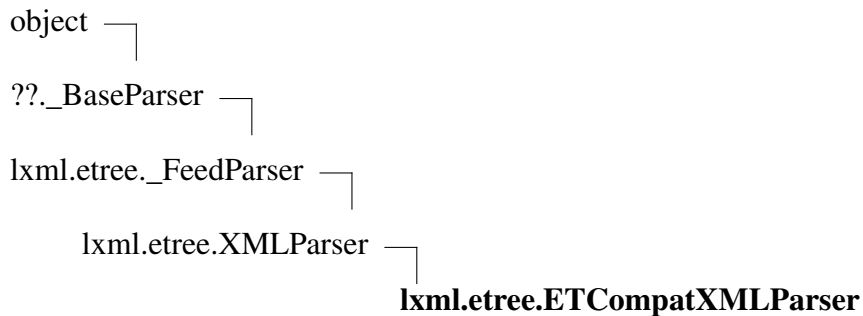 object
??._BaseParser
lxml.etree._FeedParser
lxml.etree.XMLParser
lxml.etree.ETCompatXMLParser